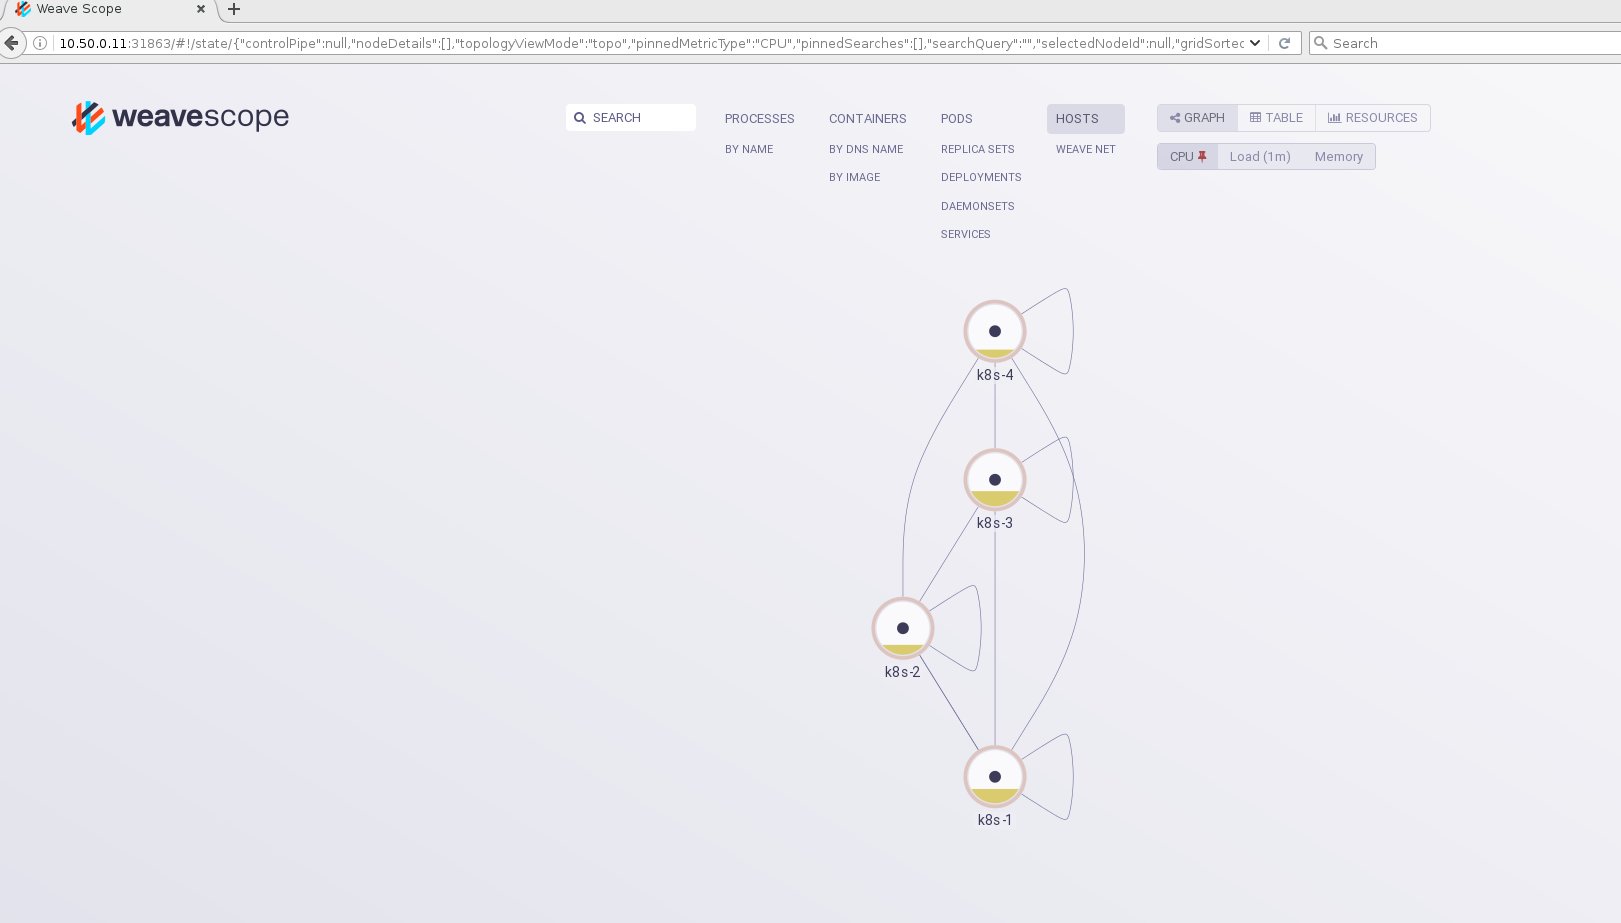 Weave Scope
10.50.0.11:31863/#!/state/{"controlPipe":null,"nodeDetails":[],"topologyViewMode":"topo","pinnedMetricType":"CPU","pinnedSearches":[],"searchQuery":"","selectedNodeId":null,"gridSorted
Search
weavescope
SEARCH
PROCESSES CONTAINERS PODS HOSTS
GRAPH TABLE RESOURCES
BY NAME BY DNS NAME REPLICA SETS WEAVE NET
CPU Load (1m) Memory
BY IMAGE DEPLOYMENTS
DAEMONSETS
SERVICES
k8s-4
k8s-3
k8s-2
k8s-1